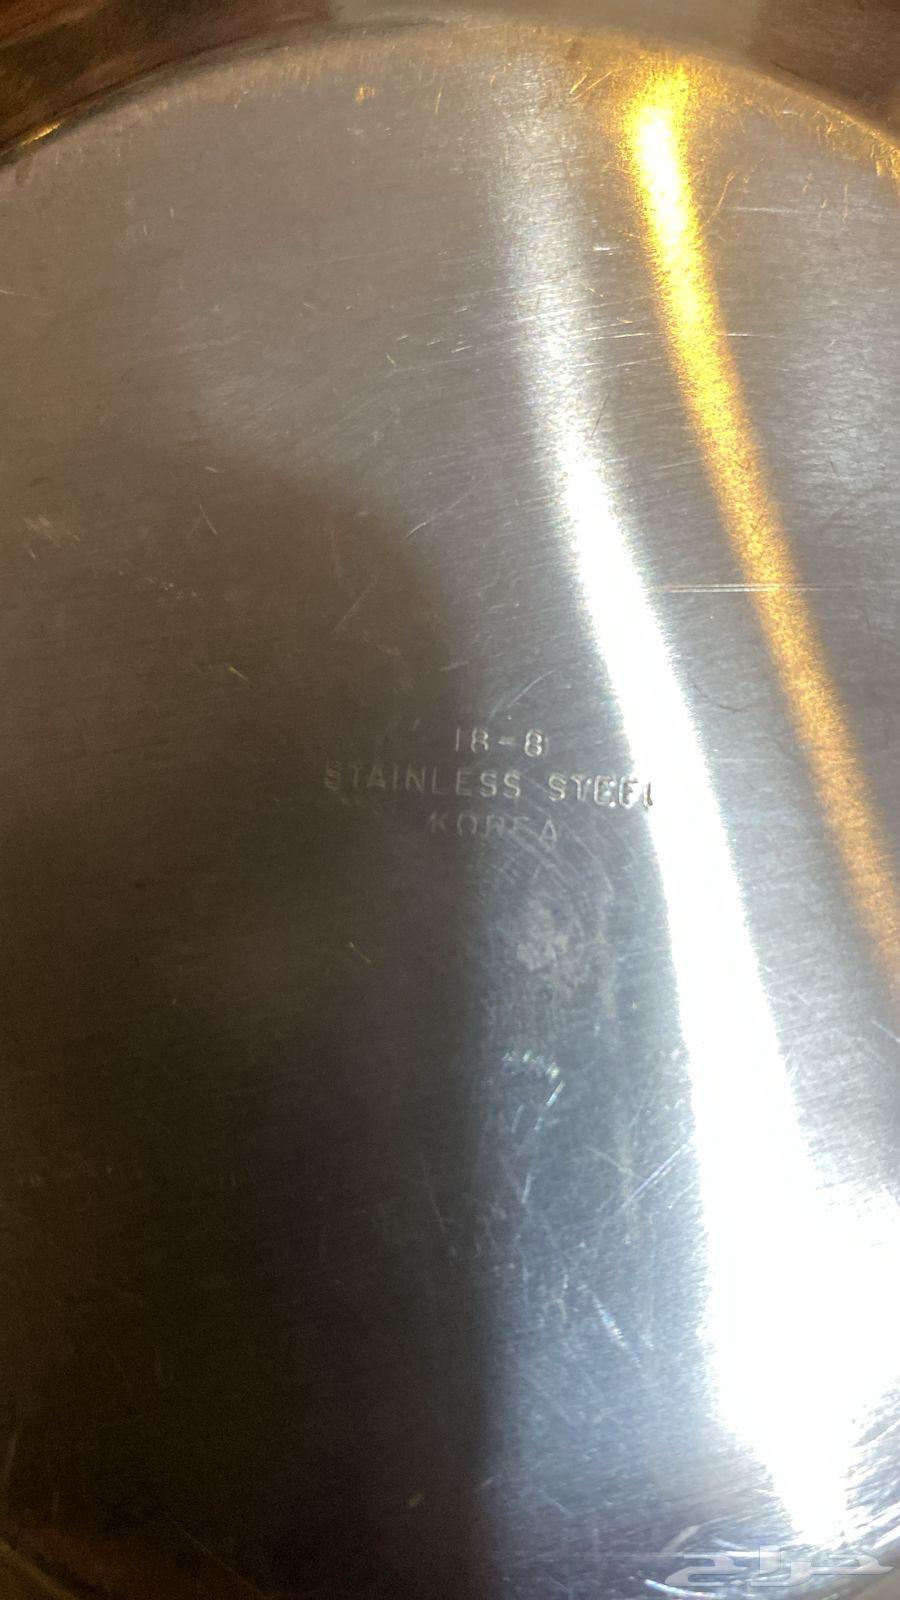 18-8
STAINLESS STEEL
KOREA
حراج